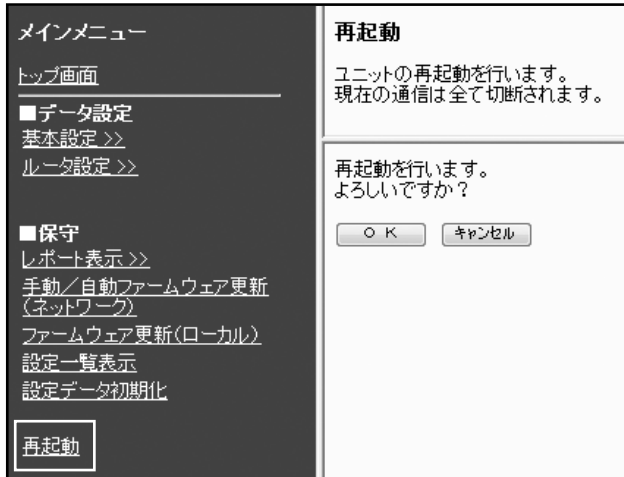 メインメニュー
トップ画面
■データ設定
基本設定 >>
ルータ設定 >>
■保守
レポート表示 >>
手動／自動ファームウェア更新
(ネットワーク)
ファームウェア更新(ローカル)
設定一覧表示
設定データ初期化
再起動
再起動
ユニットの再起動を行います。
現在の通信は全て切断されます。
再起動を行います。
よろしいですか？
ＯＫ キャンセル